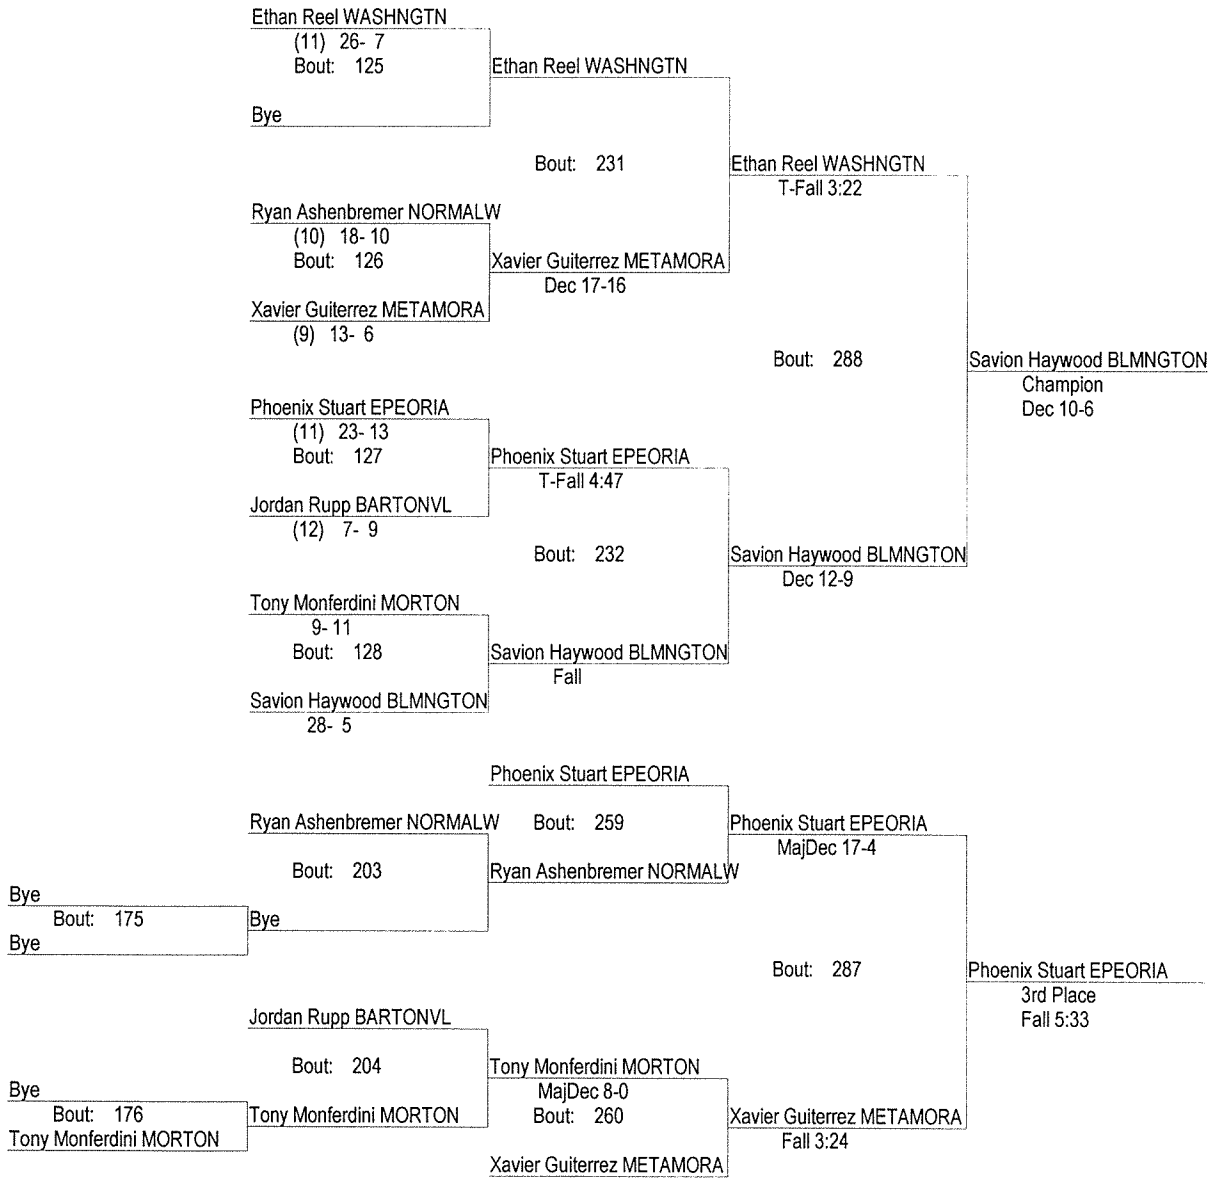 Ethan Reel WASHNGTN
(11) 26- 7
Bout: 125
Ethan Reel WASHNGTN
Bye
Bout: 231
Ethan Reel WASHNGTN
T-Fall 3:22
Ryan Ashenbremer NORMALW
(10) 18- 10
Bout: 126
Xavier Guiterrez METAMORA
Dec 17-16
Xavier Guiterrez METAMORA
(9) 13- 6
Bout: 288
Savion Haywood BLMNGTON
Champion
Dec 10-6
Phoenix Stuart EPEORIA
(11) 23- 13
Bout: 127
Phoenix Stuart EPEORIA
T-Fall 4:47
Jordan Rupp BARTONVL
(12) 7- 9
Bout: 232
Savion Haywood BLMNGTON
Dec 12-9
Tony Monferdini MORTON
9- 11
Bout: 128
Savion Haywood BLMNGTON
Fall
Savion Haywood BLMNGTON
28- 5
Phoenix Stuart EPEORIA
Ryan Ashenbremer NORMALW
Bout: 259
Phoenix Stuart EPEORIA
MajDec 17-4
Bout: 203
Ryan Ashenbremer NORMALW
Bye
Bout: 175
Bye
Bye
Bout: 287
Phoenix Stuart EPEORIA
3rd Place
Fall 5:33
Jordan Rupp BARTONVL
Bout: 204
Tony Monferdini MORTON
MajDec 8-0
Bye
Bout: 176
Tony Monferdini MORTON
Bout: 260
Xavier Guiterrez METAMORA
Fall 3:24
Tony Monferdini MORTON
Xavier Guiterrez METAMORA